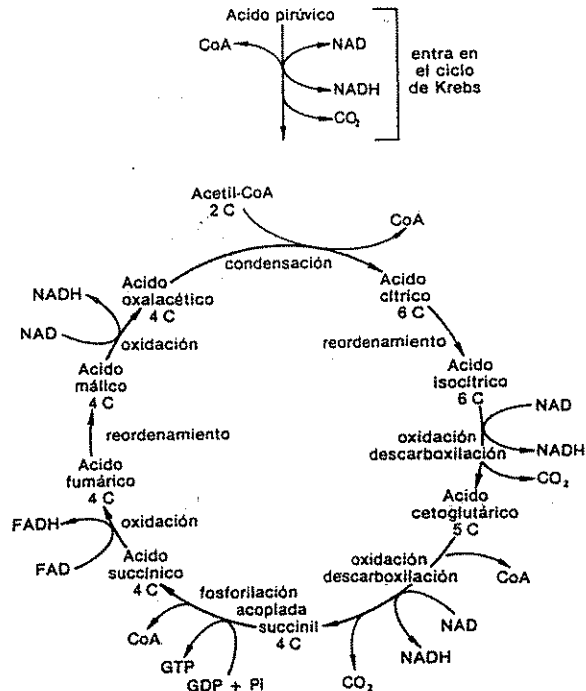 Acido pirúvico
CoA
NAD
NADH
CO₂
entra en
el ciclo
de Krebs
Acetil-CoA
2 C
CoA
condensación
Acido
cítrico
6 C
reordenamiento
Acido
isocítrico
6 C
NAD
oxidación
descarboxilación
NADH
CO₂
Acido
cetoglutárico
5 C
oxidación
descarboxilación
CoA
NAD
NADH
CO₂
succinil
4 C
fosforilación
acoplada
GDP + Pi
GTP
CoA
Acido
succínico
4 C
oxidación
FAD
FADH
Acido
fumárico
4 C
reordenamiento
Acido
málico
4 C
oxidación
NAD
NADH
Acido
oxalacético
4 C